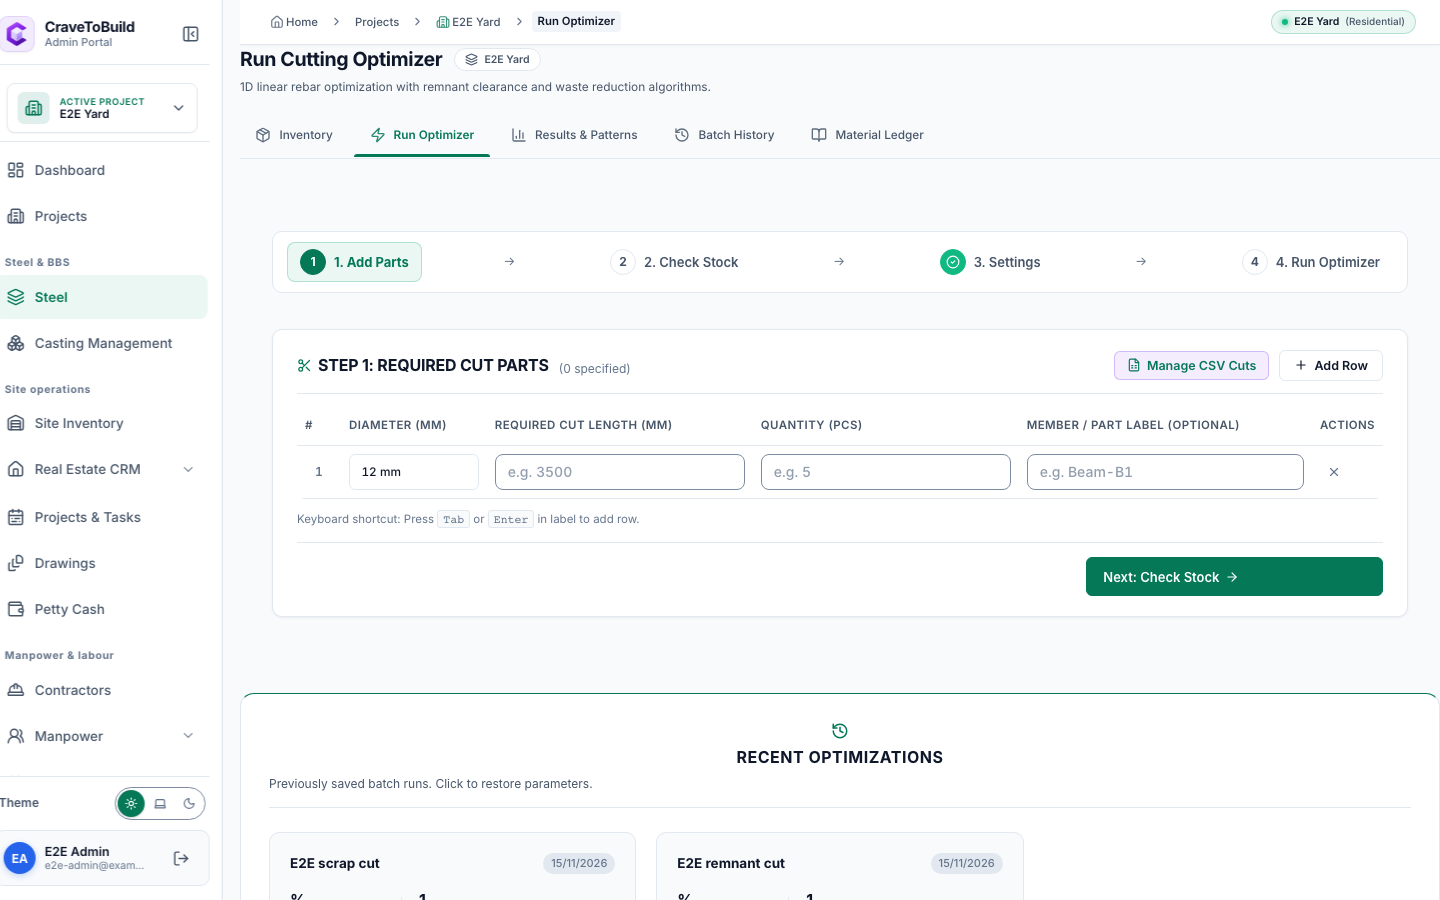 CraveToBuild
Admin Portal
ACTIVE PROJECT
E2E Yard
Dashboard
Projects
Steel & BBS
Steel
Casting Management
Site operations
Site Inventory
Real Estate CRM
Projects & Tasks
Drawings
Petty Cash
Manpower & labour
Contractors
Manpower
Theme
EA
E2E Admin
e2e-admin@exam...
Home
Projects
E2E Yard
Run Optimizer
E2E Yard (Residential)
Run Cutting Optimizer
E2E Yard
1D linear rebar optimization with remnant clearance and waste reduction algorithms.
Inventory
Run Optimizer
Results & Patterns
Batch History
Material Ledger
1 1. Add Parts
→
2 2. Check Stock
→
3. Settings
→
4 4. Run Optimizer
STEP 1: REQUIRED CUT PARTS (0 specified)
Manage CSV Cuts
Add Row
# DIAMETER (MM) REQUIRED CUT LENGTH (MM) QUANTITY (PCS) MEMBER / PART LABEL (OPTIONAL) ACTIONS
1 12 mm e.g. 3500 e.g. 5 e.g. Beam-B1
Keyboard shortcut: Press Tab or Enter in label to add row.
Next: Check Stock →
RECENT OPTIMIZATIONS
Previously saved batch runs. Click to restore parameters.
E2E scrap cut 15/11/2026
E2E remnant cut 15/11/2026